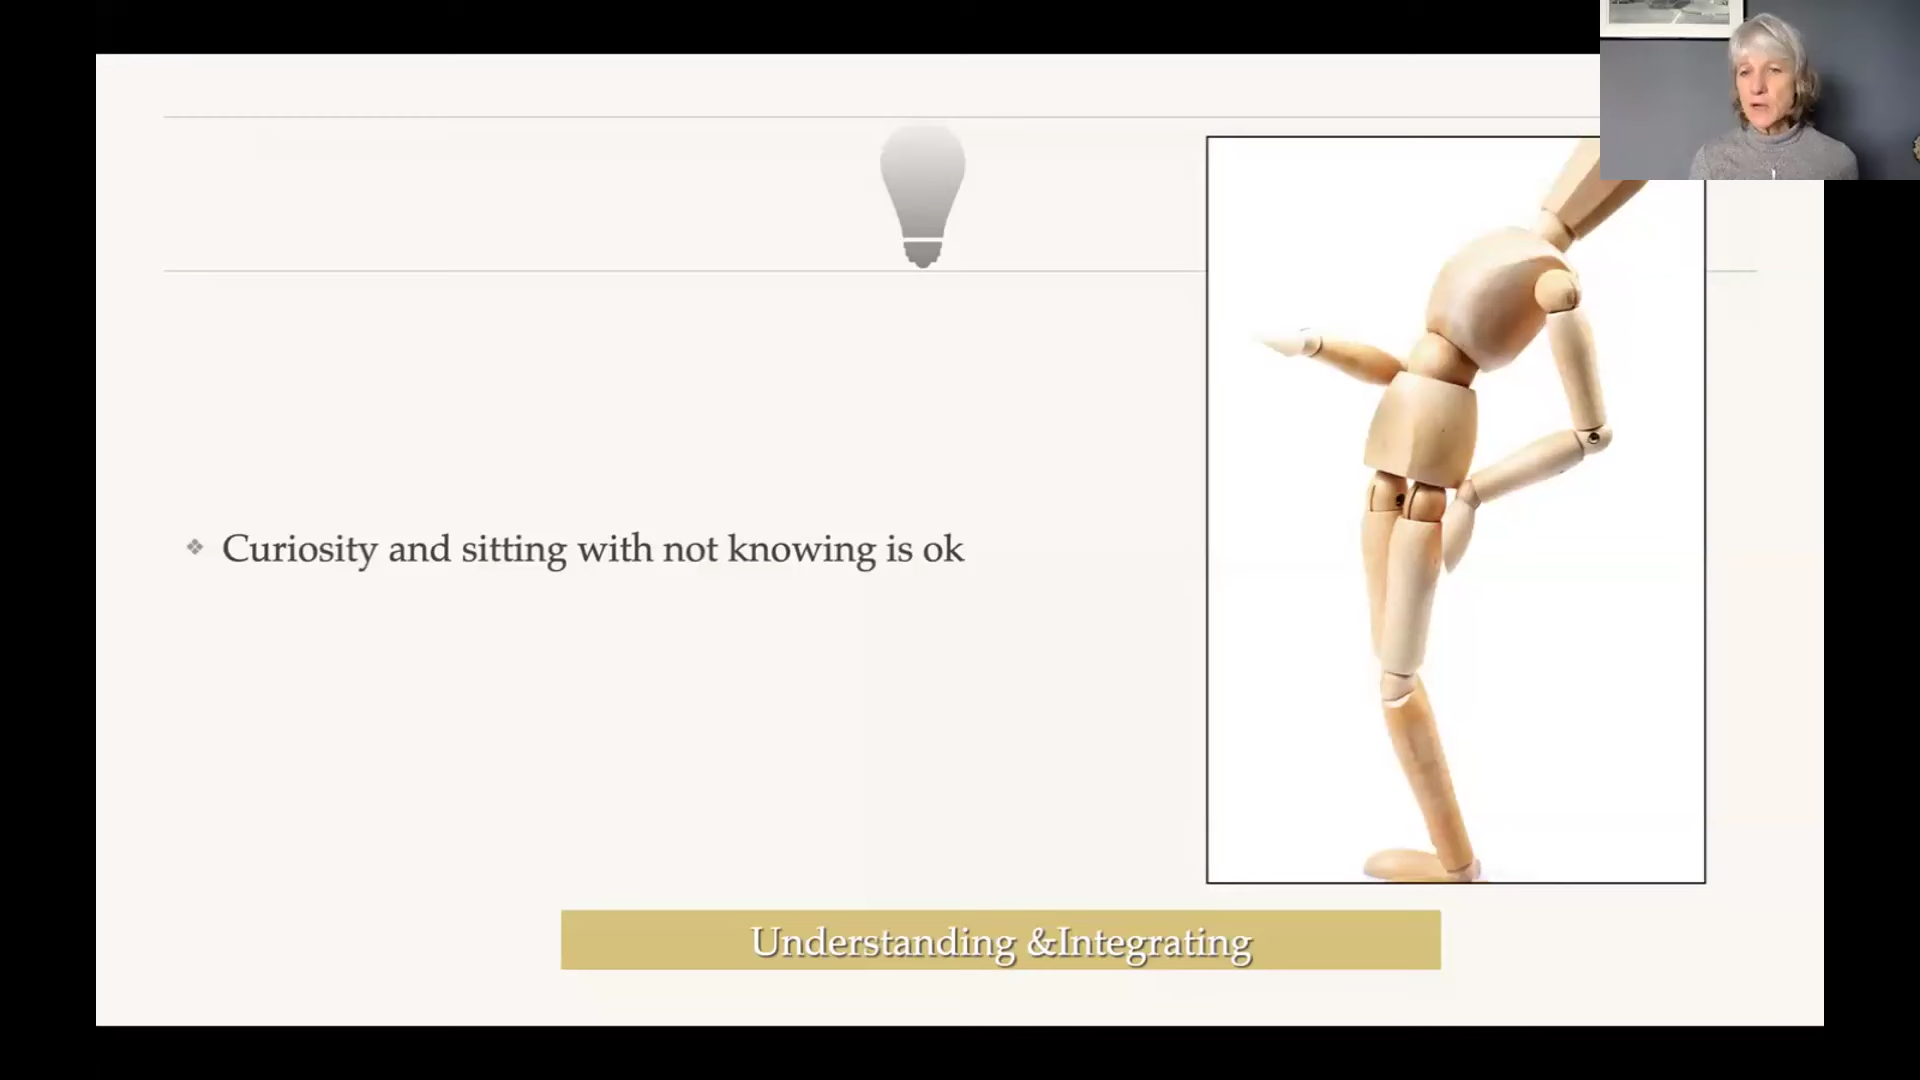 Curiosity and sitting with not knowing is ok
Understanding &Integrating